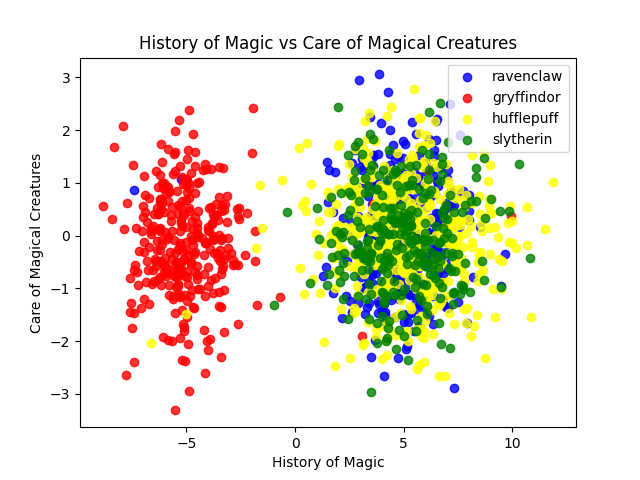 History of Magic vs Care of Magical Creatures
ravenclaw
gryffindor
hufflepuff
slytherin
3
2
1
0
−1
−2
−3
Care of Magical Creatures
−5
0
5
10
History of Magic